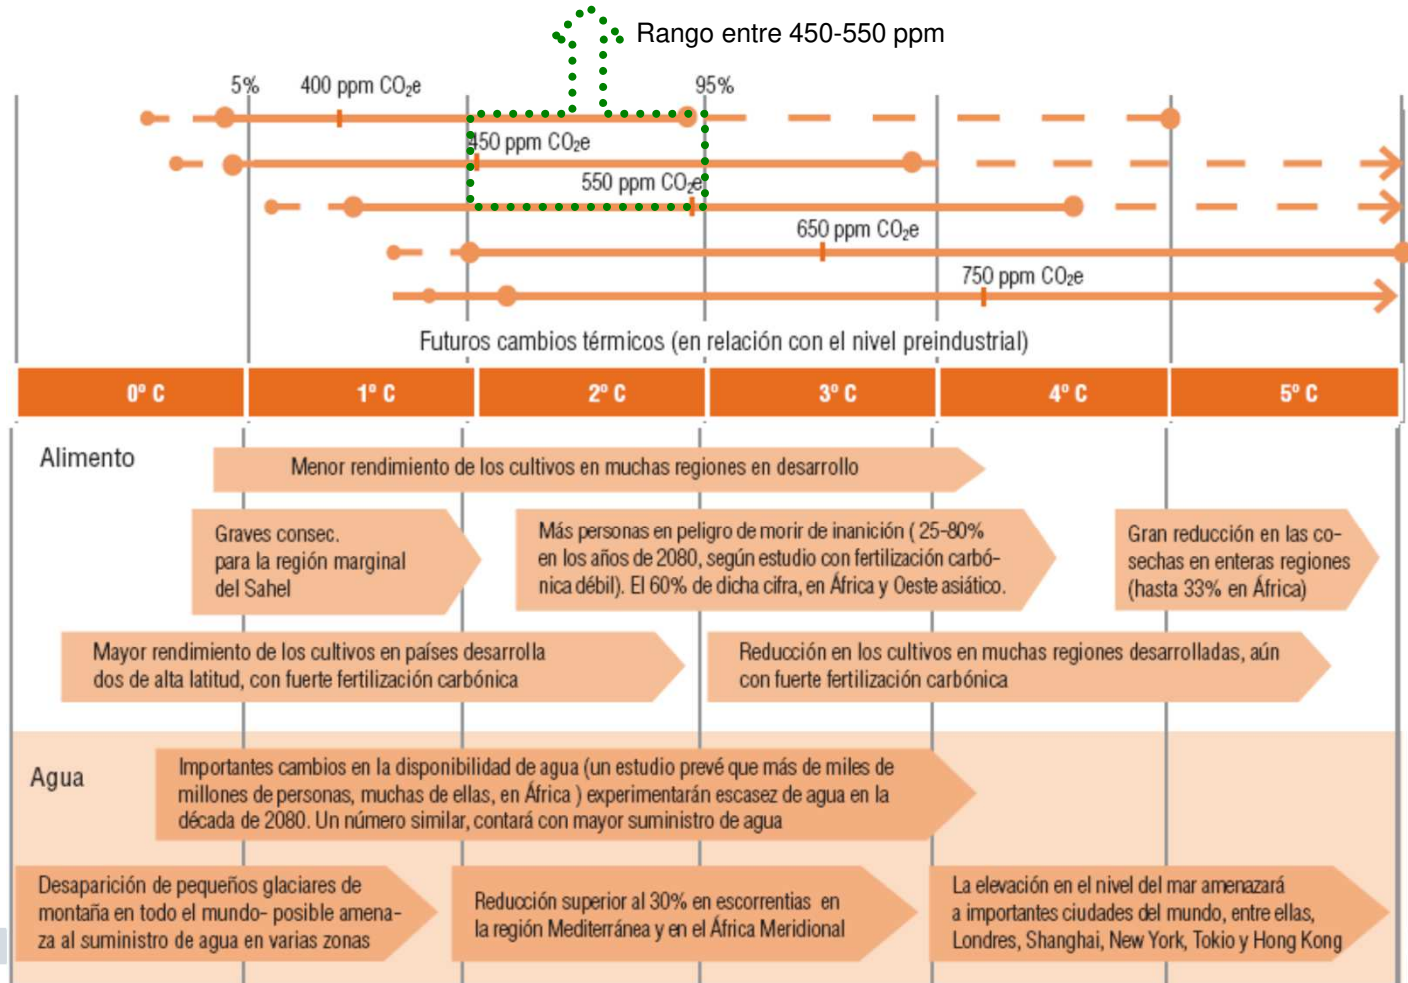 Rango entre 450-550 ppm
5%
400 ppm CO₂e
95%
450 ppm CO₂e
550 ppm CO₂e
650 ppm CO₂e
750 ppm CO₂e
Futuros cambios térmicos (en relación con el nivel preindustrial)
0º C
1º C
2º C
3º C
4º C
5º C
Alimento
Menor rendimiento de los cultivos en muchas regiones en desarrollo
Graves consec.
para la región marginal
del Sahel
Más personas en peligro de morir de inanición ( 25-80%
en los años de 2080, según estudio con fertilización carbó-
nica débil). El 60% de dicha cifra, en África y Oeste asiático.
Gran reducción en las co-
sechas en enteras regiones
(hasta 33% en África)
Mayor rendimiento de los cultivos en países desarrolla
dos de alta latitud, con fuerte fertilización carbónica
Reducción en los cultivos en muchas regiones desarrolladas, aún
con fuerte fertilización carbónica
Agua
Importantes cambios en la disponibilidad de agua (un estudio prevé que más de miles de
millones de personas, muchas de ellas, en África ) experimentarán escasez de agua en la
década de 2080. Un número similar, contará con mayor suministro de agua
Desaparición de pequeños glaciares de
montaña en todo el mundo- posible amena-
za al suministro de agua en varias zonas
Reducción superior al 30% en escorrentias en
la región Mediterránea y en el África Meridional
La elevación en el nivel del mar amenazará
a importantes ciudades del mundo, entre ellas,
Londres, Shanghai, New York, Tokio y Hong Kong